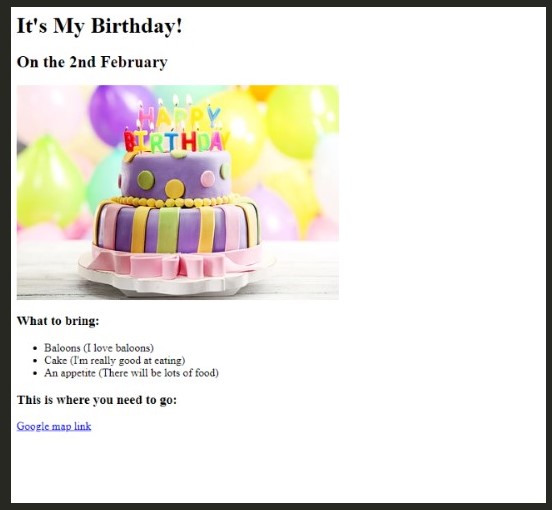 It's My Birthday!
On the 2nd February
HAPPY
BIRTHDAY
What to bring:
Baloons (I love baloons)
Cake (I'm really good at eating)
An appetite (There will be lots of food)
This is where you need to go:
Google map link